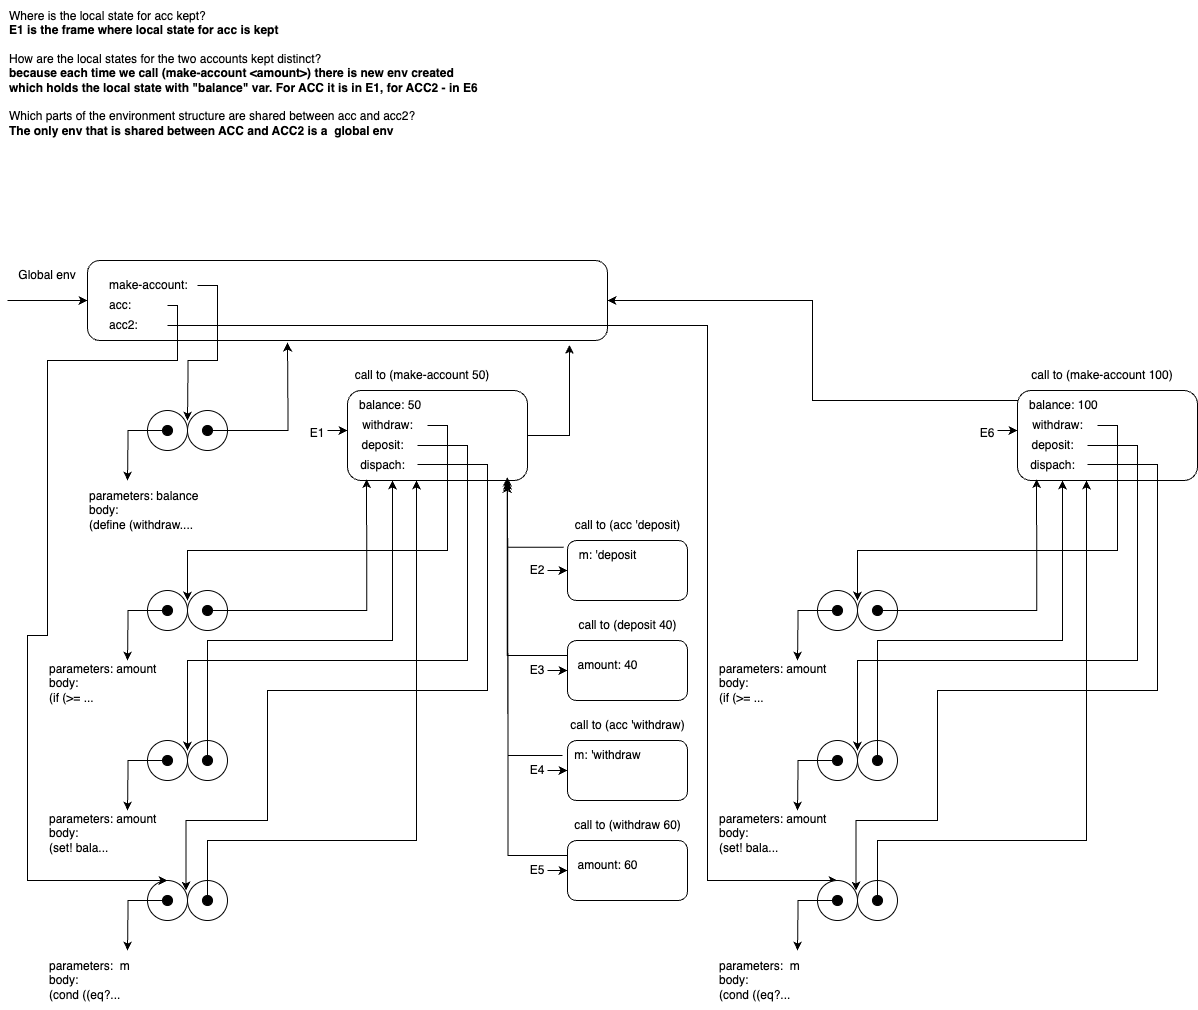 Where is the local state for acc kept?
E1 is the frame where local state for acc is kept
How are the local states for the two accounts kept distinct?
because each time we call (make-account <amount>) there is new env created
which holds the local state with "balance" var. For ACC it is in E1, for ACC2 - in E6
Which parts of the environment structure are shared between acc and acc2?
The only env that is shared between ACC and ACC2 is a  global env
Global env
make-account:
acc:
acc2:
call to (make-account 50)
balance: 50
E1
withdraw:
deposit:
dispach:
call to (make-account 100)
balance: 100
E6
withdraw:
deposit:
dispach:
parameters: balance
body:
(define (withdraw....
call to (acc 'deposit)
m: 'deposit
E2
call to (deposit 40)
amount: 40
E3
call to (acc 'withdraw)
m: 'withdraw
E4
call to (withdraw 60)
amount: 60
E5
parameters: amount
body:
(if (>= ...
parameters: amount
body:
(set! bala...
parameters:  m
body:
(cond ((eq?...
parameters: amount
body:
(if (>= ...
parameters: amount
body:
(set! bala...
parameters:  m
body:
(cond ((eq?...